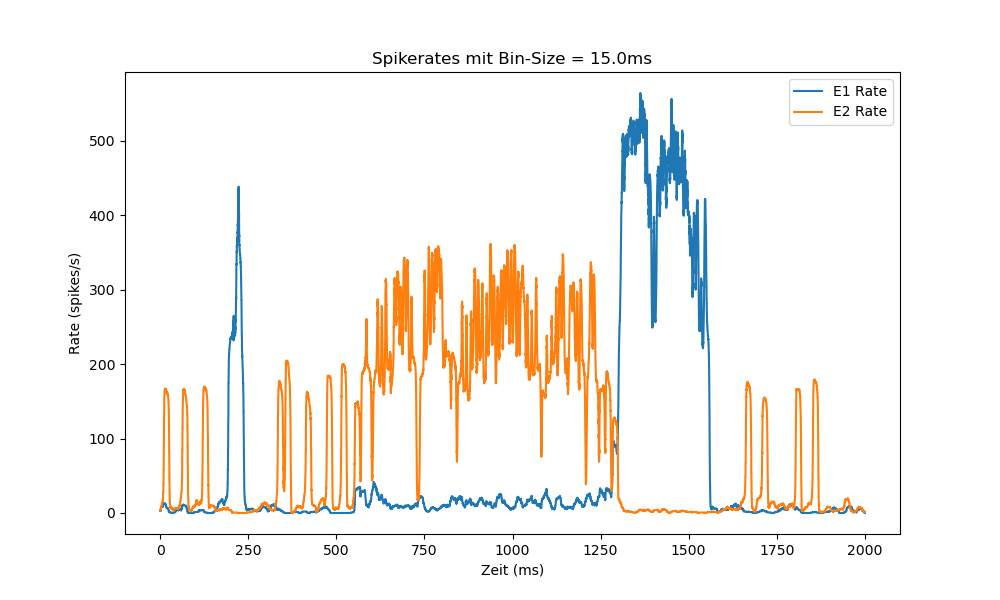 Spikerates mit Bin-Size = 15.0ms
E1 Rate
E2 Rate
Rate (spikes/s)
500
400
300
200
100
0
0 250 500 750 1000 1250 1500 1750 2000
Zeit (ms)